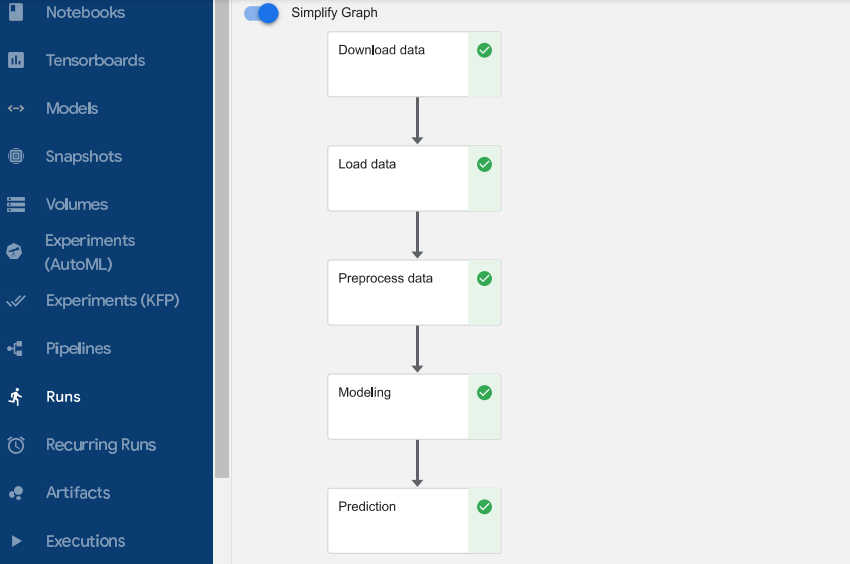 Notebooks
Tensorboards
Models
Snapshots
Volumes
Experiments
(AutoML)
Experiments (KFP)
Pipelines
Runs
Recurring Runs
Artifacts
Executions
Simplify Graph
Download data
Load data
Preprocess data
Modeling
Prediction